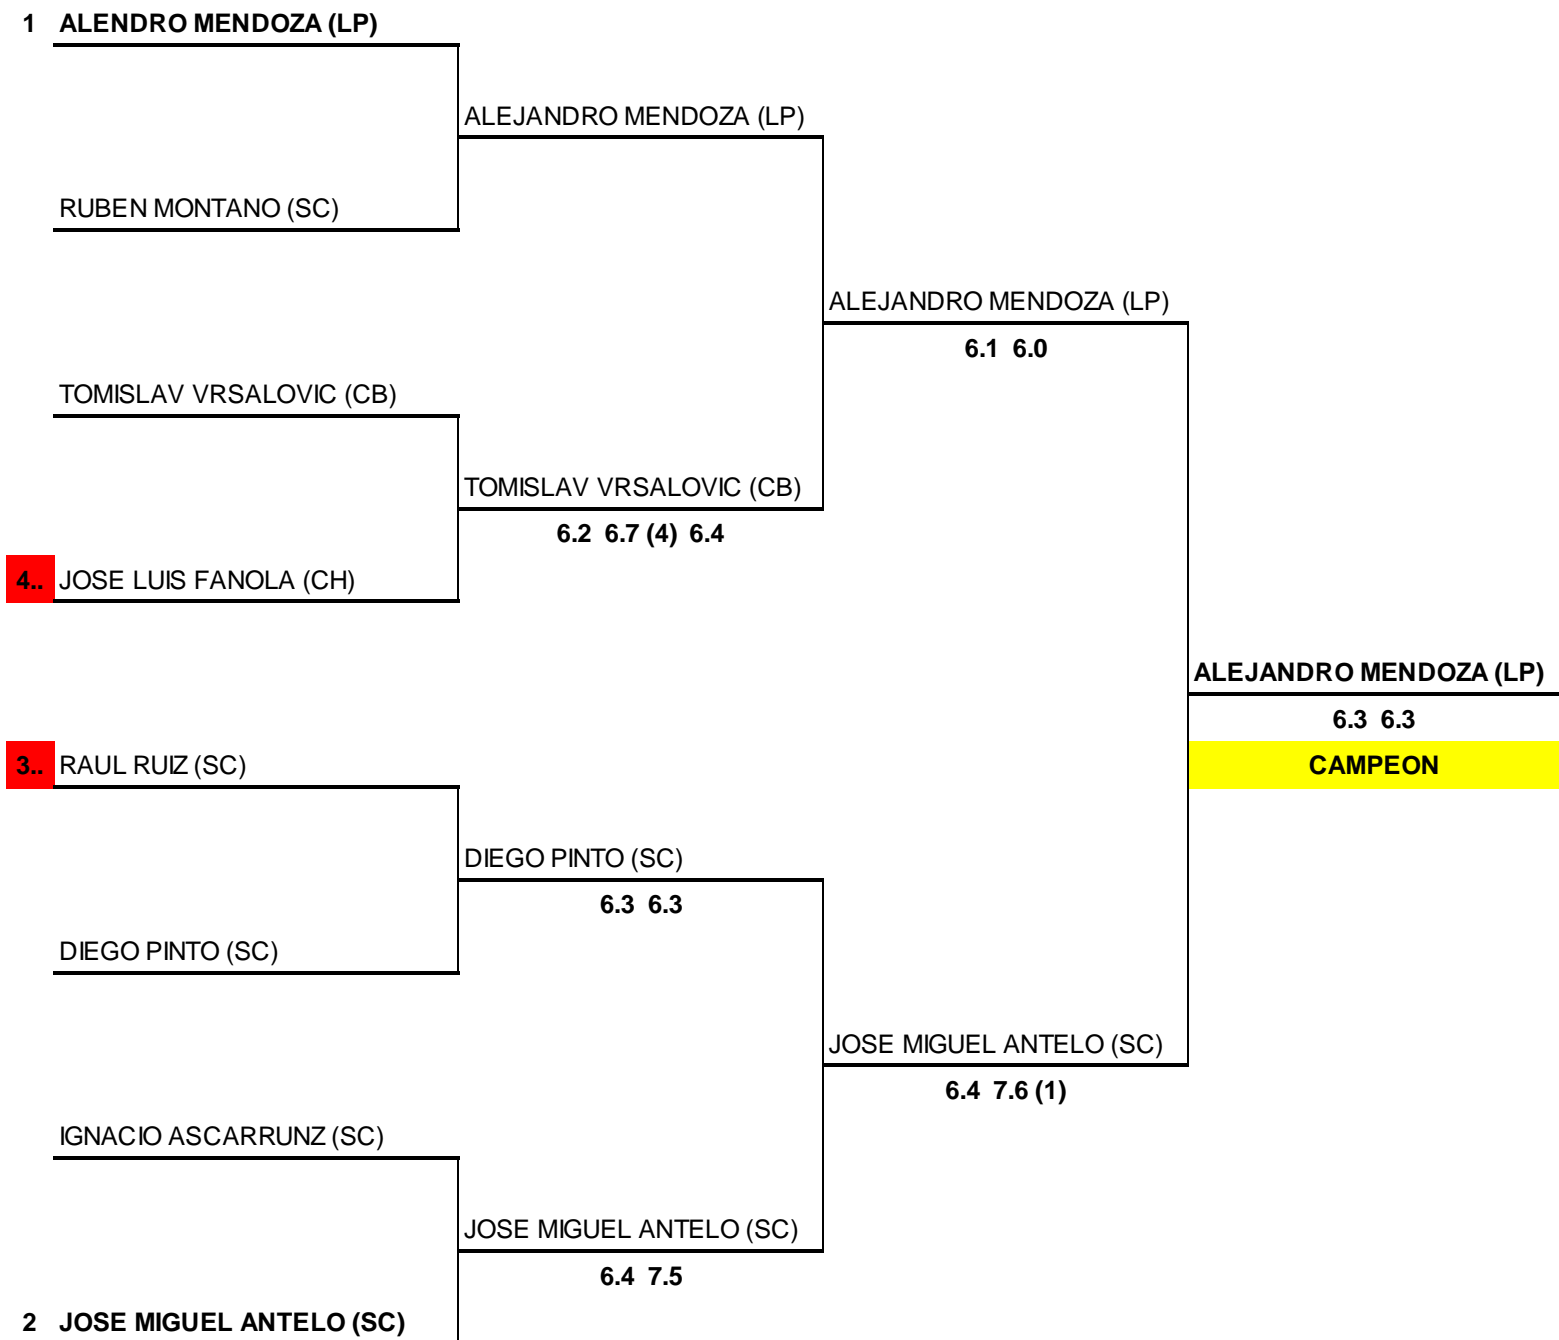 1 ALENDRO MENDOZA (LP)
ALEJANDRO MENDOZA (LP)
RUBEN MONTANO (SC)
ALEJANDRO MENDOZA (LP)
6.1 6.0
TOMISLAV VRSALOVIC (CB)
TOMISLAV VRSALOVIC (CB)
6.2 6.7 (4) 6.4
4.. JOSE LUIS FANOLA (CH)
ALEJANDRO MENDOZA (LP)
6.3 6.3
3.. RAUL RUIZ (SC)
CAMPEON
DIEGO PINTO (SC)
6.3 6.3
DIEGO PINTO (SC)
JOSE MIGUEL ANTELO (SC)
6.4 7.6 (1)
IGNACIO ASCARRUNZ (SC)
JOSE MIGUEL ANTELO (SC)
6.4 7.5
2 JOSE MIGUEL ANTELO (SC)